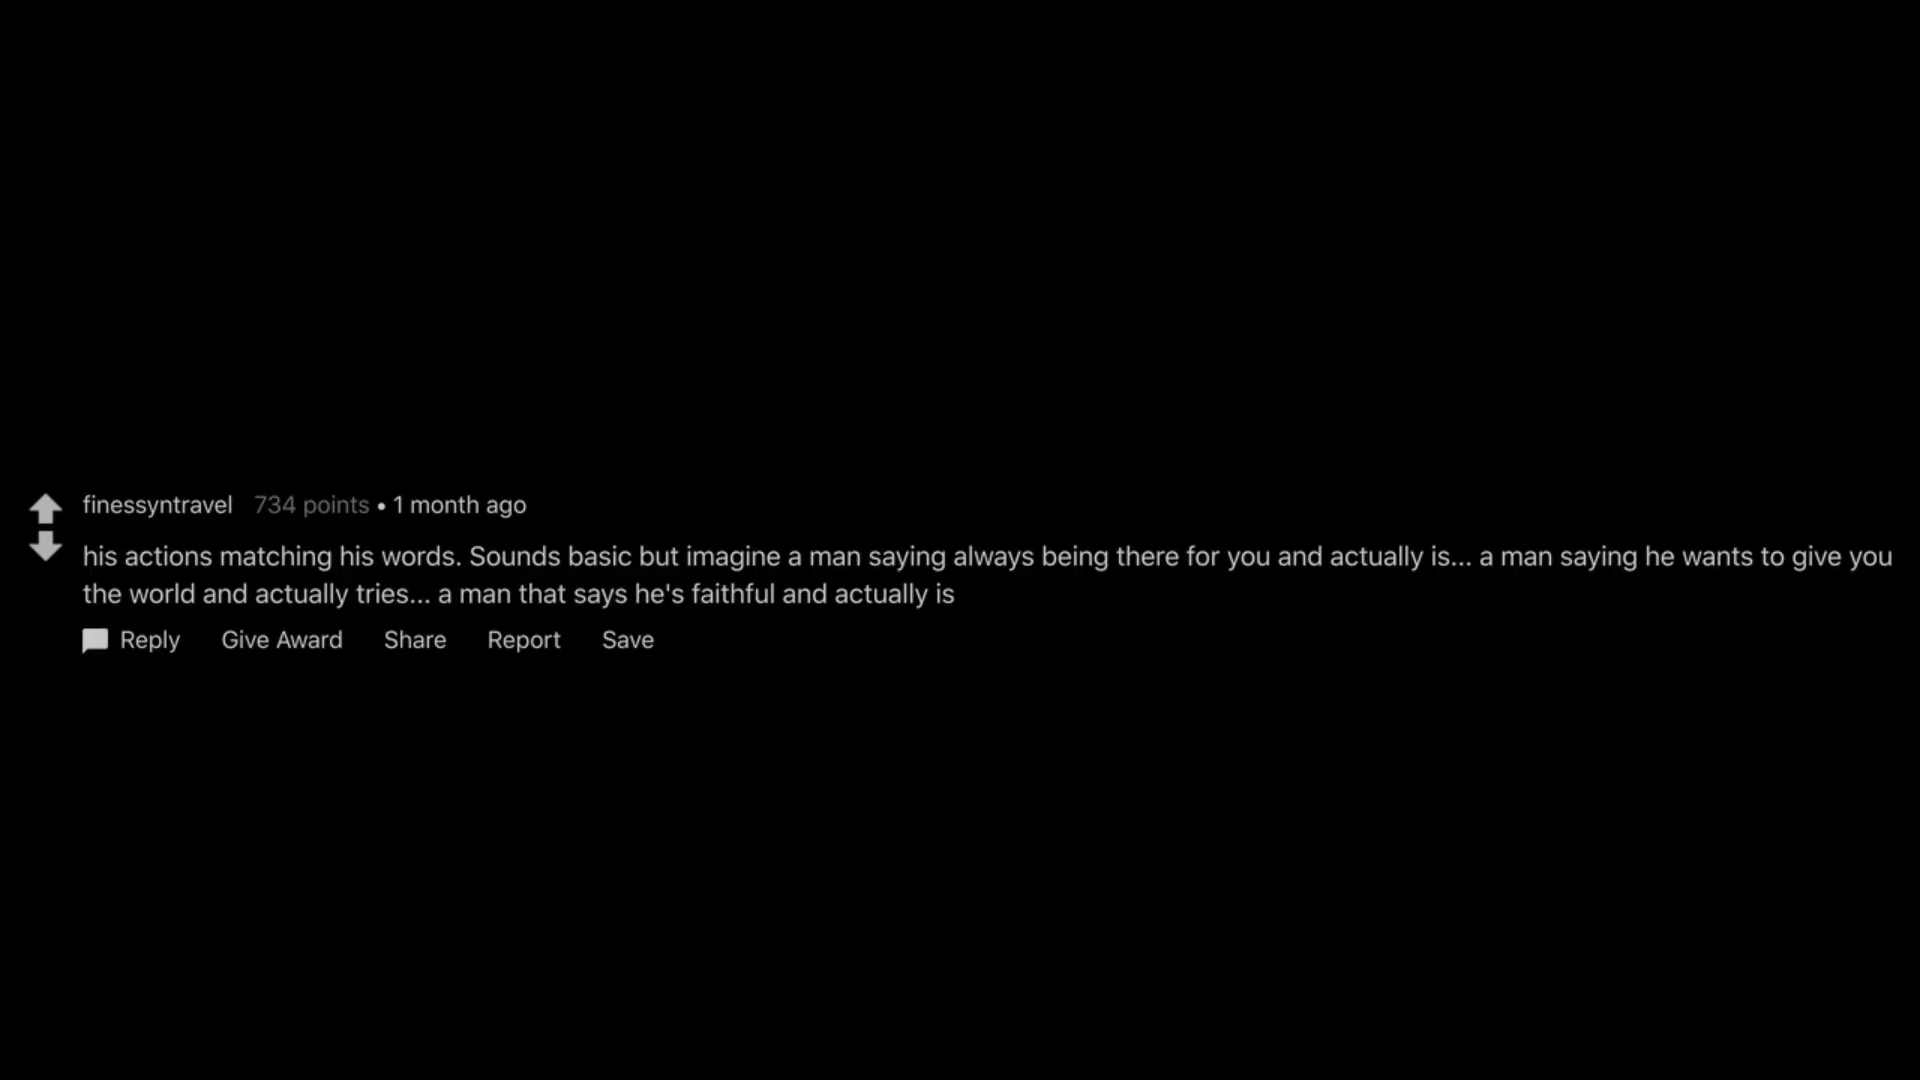 finessyntravel 734 points • 1 month ago
his actions matching his words. Sounds basic but imagine a man saying always being there for you and actually is... a man saying he wants to give you
the world and actually tries... a man that says he's faithful and actually is
Reply Give Award Share Report Save